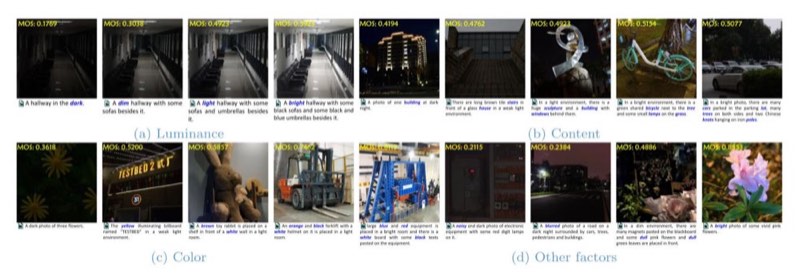 MOS: 0.1769
MOS: 0.3038
MOS: 0.4923
MOS: 0.4194
MOS: 0.4762
MOS: 0.4923
MOS: 0.5154
MOS: 0.3077
A hallway in the dark.
A dim hallway with some
sofas besides it.
A light hallway with some
sofas and umbrellas besides
it.
A bright hallway with some
black sofas and some black and
blue umbrellas besides it.
A photo of one building at dark
night.
There are long brown tile stairs in
front of a glass house in a weak light
environment.
In a light environment, there is a
huge sculpture and a building with
windows behind them.
In a bright environment, there is a
green shared bicycle next to the tree
and some small lamps on the grass.
In a bright photo, there are many
cars parked in the parking lot, many
trees on both sides and two Chinese
knots hanging on iron poles.
(a) Luminance
(b) Content
MOS: 0.3618
MOS: 0.5200
MOS: 0.2115
MOS: 0.2384
MOS: 0.4886
TESTBED 2
A dark photo of three flowers.
The yellow illuminating billboard
named "TESTBED" in a weak light
environment.
A brown toy rabbit is placed on a
shelf in front of a white wall in a light
room.
An orange and black forklift with a
white helmet on it is placed in a light
room.
large blue and red equipment is
placed in a bright room and there is a
white board with some black texts
posted on the equipment.
A noisy and dark photo of electronic
equipment with some red digit lamps
on it.
A blurred photo of a road on a
dark night surrounded by cars, trees,
pedestrians and buildings.
In a dim environment, there are
many magnets posted on the blackboard
and some dull pink flowers and dull
green leaves are placed in front.
A bright photo of some vivid pink
flowers.
(c) Color
(d) Other factors